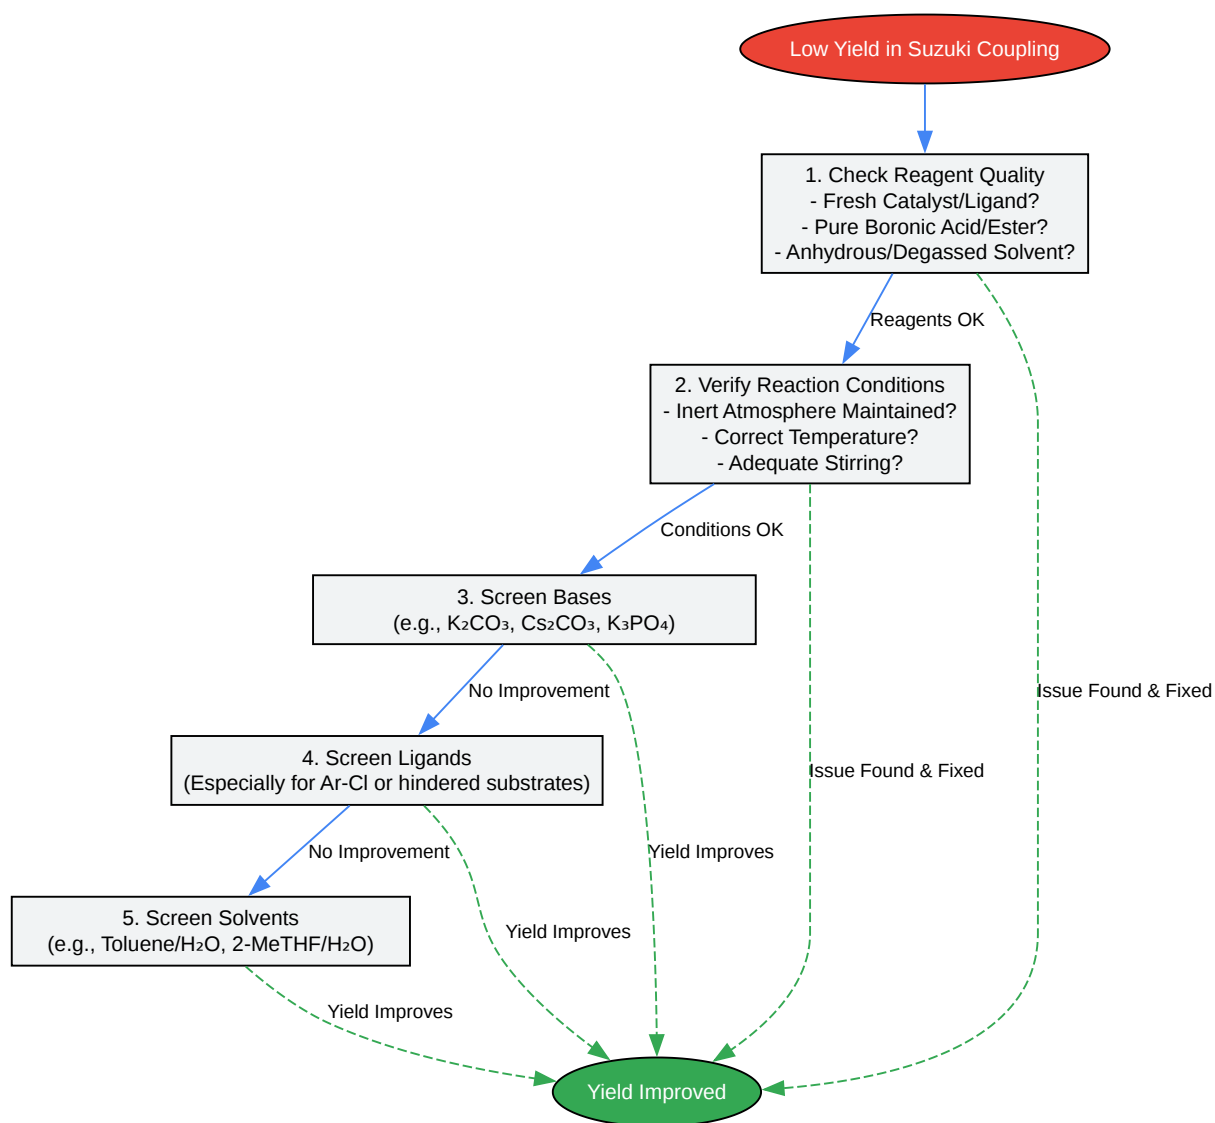 Low Yield in Suzuki Coupling
1. Check Reagent Quality
- Fresh Catalyst/Ligand?
- Pure Boronic Acid/Ester?
- Anhydrous/Degassed Solvent?
Reagents OK
2. Verify Reaction Conditions
- Inert Atmosphere Maintained?
- Correct Temperature?
- Adequate Stirring?
Conditions OK
3. Screen Bases
(e.g., K₂CO₃, Cs₂CO₃, K₃PO₄)
No Improvement
Issue Found & Fixed
4. Screen Ligands
(Especially for Ar-Cl or hindered substrates)
Issue Found & Fixed
No Improvement
Yield Improves
5. Screen Solvents
(e.g., Toluene/H₂O, 2-MeTHF/H₂O)
Yield Improves
Yield Improves
Yield Improved